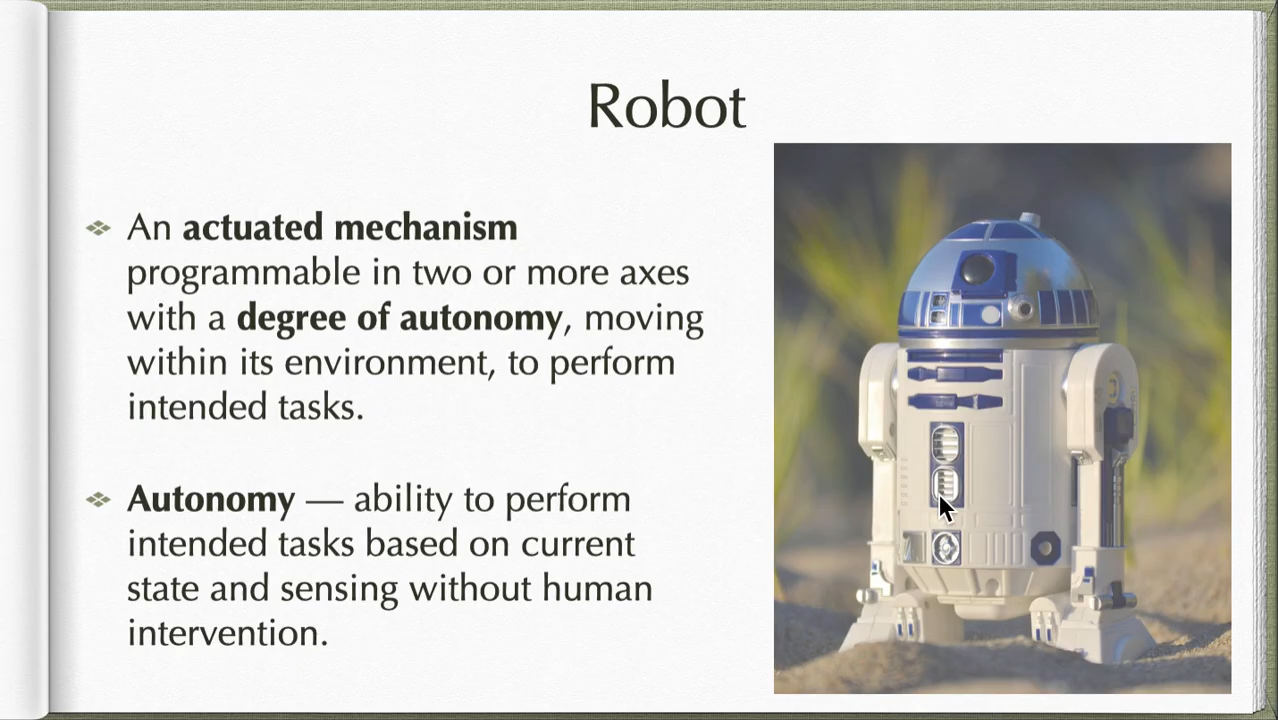 Robot
An actuated mechanism
programmable in two or more axes
with a degree of autonomy, moving
within its environment, to perform
intended tasks.
Autonomy — ability to perform
intended tasks based on current
state and sensing without human
intervention.